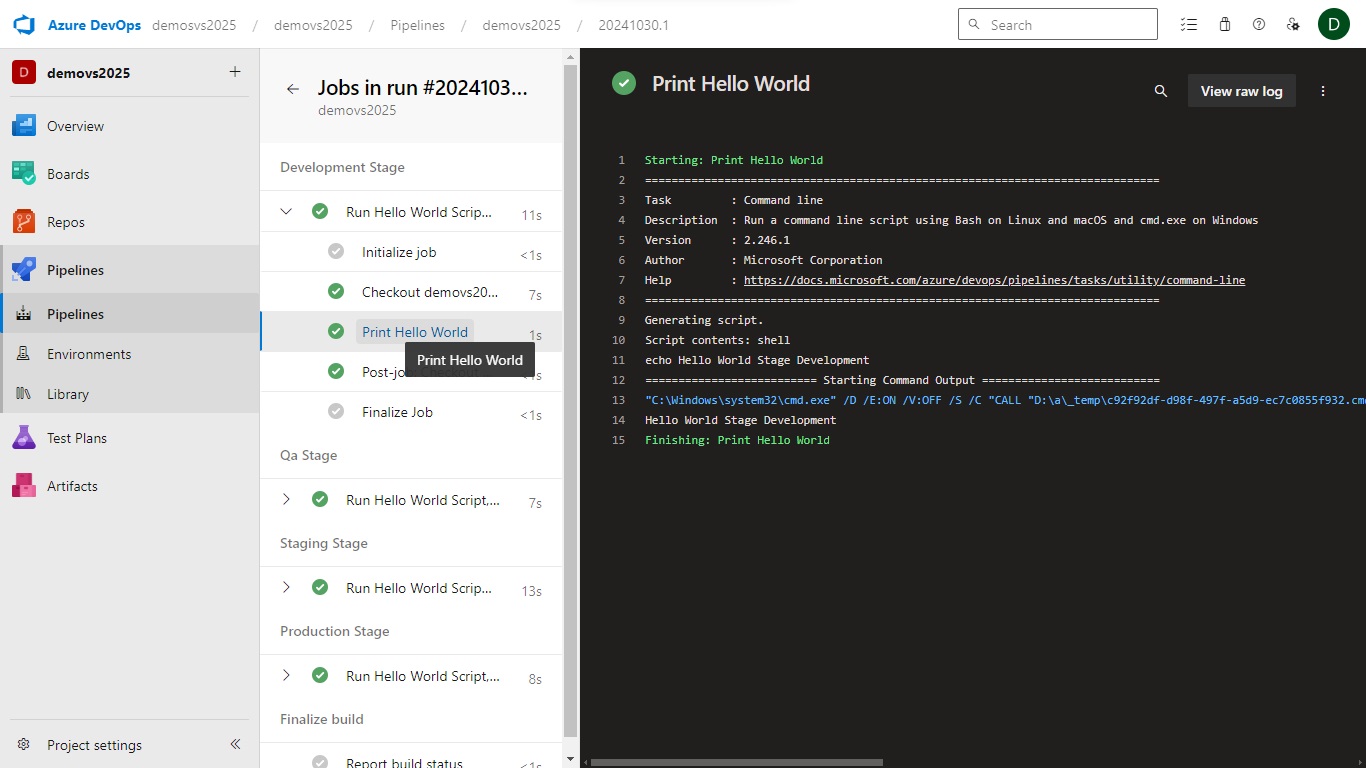 Azure DevOps demosvs2025 / demovs2025 / Pipelines / demovs2025 / 20241030.1
Search
D
D demovs2025 +
Overview
Boards
Repos
Pipelines
Pipelines
Environments
Library
Test Plans
Artifacts
Project settings
Jobs in run #2024103...
demovs2025
Development Stage
Run Hello World Scrip... 11s
Initialize job <1s
Checkout demovs20... 7s
Print Hello World 1s
Print Hello World
Post-job: Checkout
Finalize Job <1s
Qa Stage
Run Hello World Script,... 7s
Staging Stage
Run Hello World Scrip... 13s
Production Stage
Run Hello World Script,... 8s
Finalize build
Report build status <1s
Print Hello World
View raw log
1 Starting: Print Hello World
2 ==============================================================================
3 Task : Command line
4 Description : Run a command line script using Bash on Linux and macOS and cmd.exe on Windows
5 Version : 2.246.1
6 Author : Microsoft Corporation
7 Help : https://docs.microsoft.com/azure/devops/pipelines/tasks/utility/command-line
8 ==============================================================================
9 Generating script.
10 Script contents: shell
11 echo Hello World Stage Development
12 ========================== Starting Command Output ===========================
13 "C:\Windows\system32\cmd.exe" /D /E:ON /V:OFF /S /C "CALL "D:\a\_temp\c92f92df-d98f-497f-a5d9-ec7c0855f932.cm
14 Hello World Stage Development
15 Finishing: Print Hello World